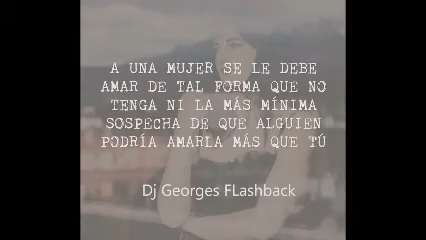 A UNA MUJER SE LE DEBE
AMAR DE TAL FORMA QUE NO
TENGA NI LA MÁS MÍNIMA
SOSPECHA DE QUE ALGUIEN
PODRÍA AMARLA MÁS QUE TÚ
Dj Georges FLashback